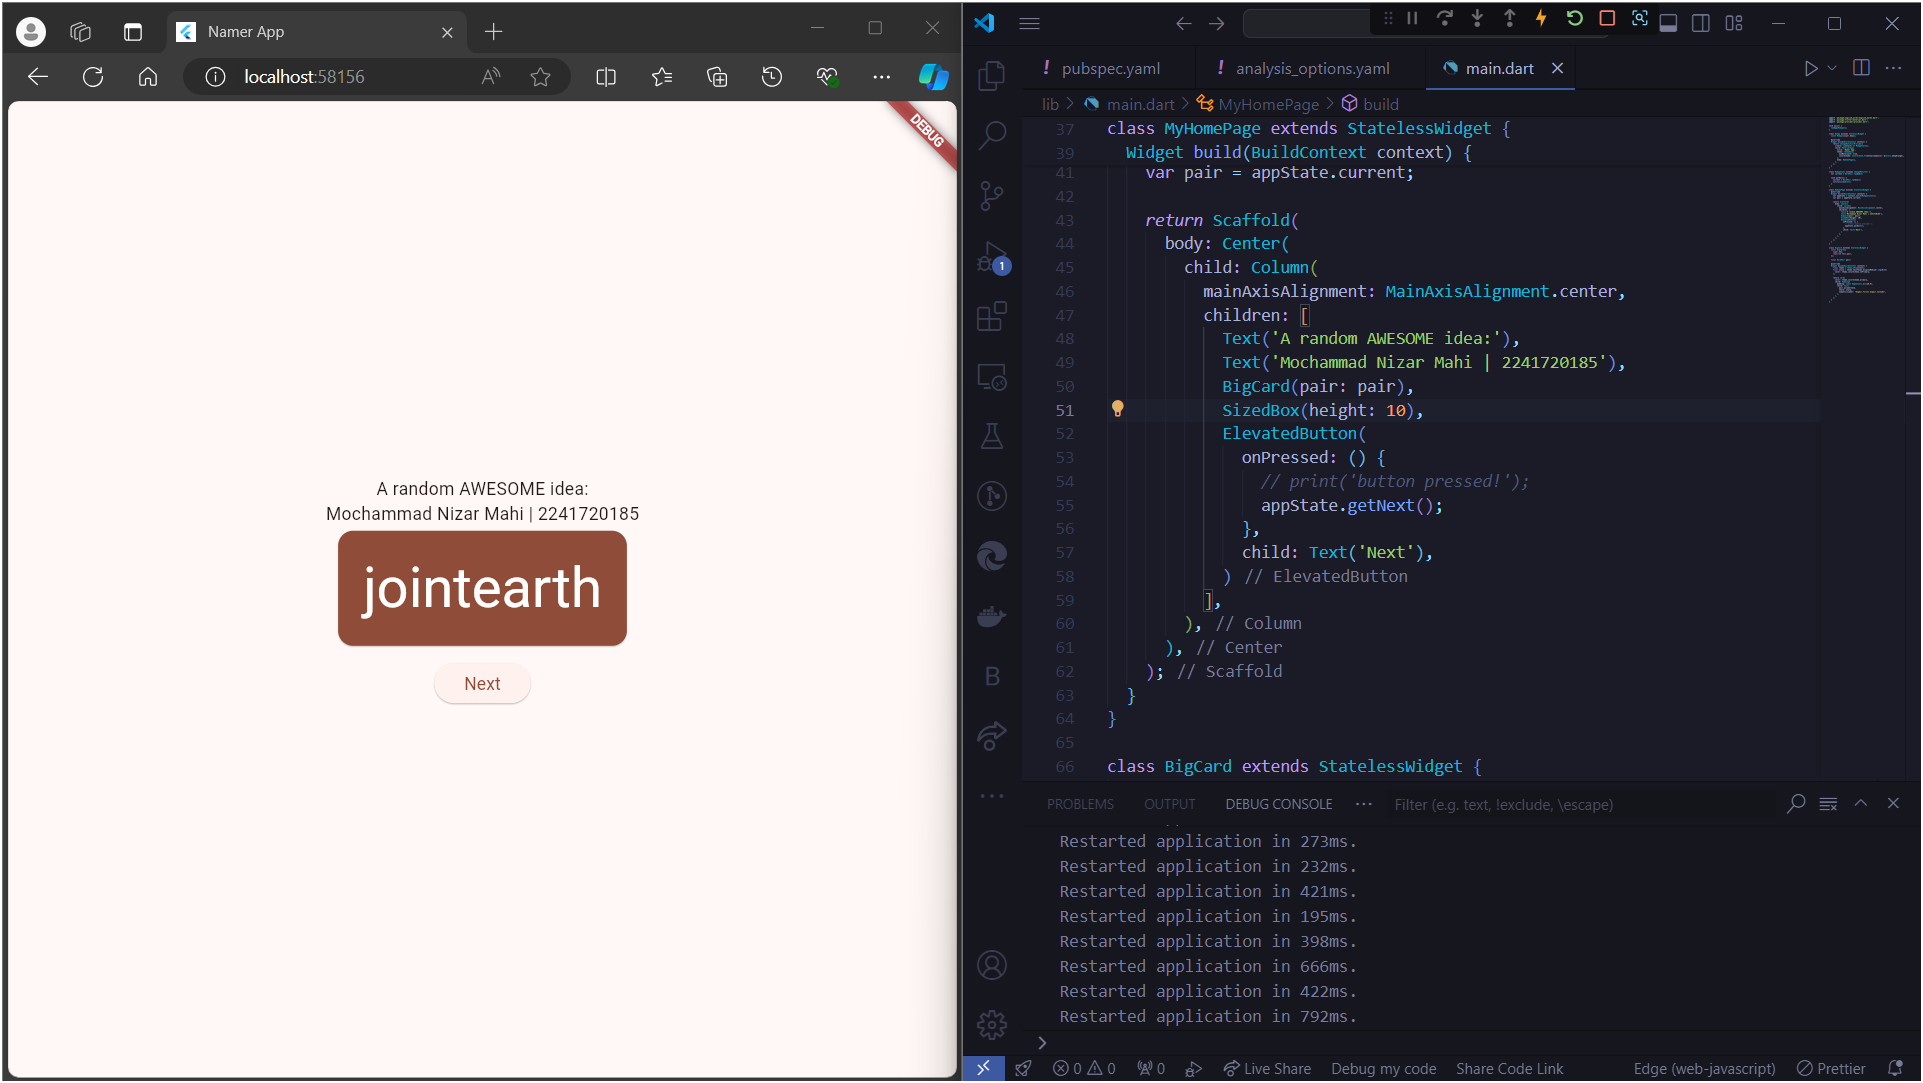 Namer App
localhost:58156
DEBUG
A random AWESOME idea:
Mochammad Nizar Mahi | 2241720185
jointearth
Next
! pubspec.yaml
! analysis_options.yaml
main.dart
lib > main.dart > MyHomePage > build
37 class MyHomePage extends StatelessWidget {
39 Widget build(BuildContext context) {
41 var pair = appState.current;
42
43 return Scaffold(
44 body: Center(
45 child: Column(
46 mainAxisAlignment: MainAxisAlignment.center,
47 children: [
48 Text('A random AWESOME idea:'),
49 Text('Mochammad Nizar Mahi | 2241720185'),
50 BigCard(pair: pair),
51 SizedBox(height: 10),
52 ElevatedButton(
53 onPressed: () {
54 // print('button pressed!');
55 appState.getNext();
56 },
57 child: Text('Next'),
58 ) // ElevatedButton
59 ],
60 ), // Column
61 ), // Center
62 ); // Scaffold
63 }
64 }
65
66 class BigCard extends StatelessWidget {
1
B
PROBLEMS OUTPUT DEBUG CONSOLE Filter (e.g. text, !exclude, \escape)
Restarted application in 273ms.
Restarted application in 232ms.
Restarted application in 421ms.
Restarted application in 195ms.
Restarted application in 398ms.
Restarted application in 666ms.
Restarted application in 422ms.
Restarted application in 792ms.
>
0 0 0 Live Share Debug my code Share Code Link Edge (web-javascript) Prettier